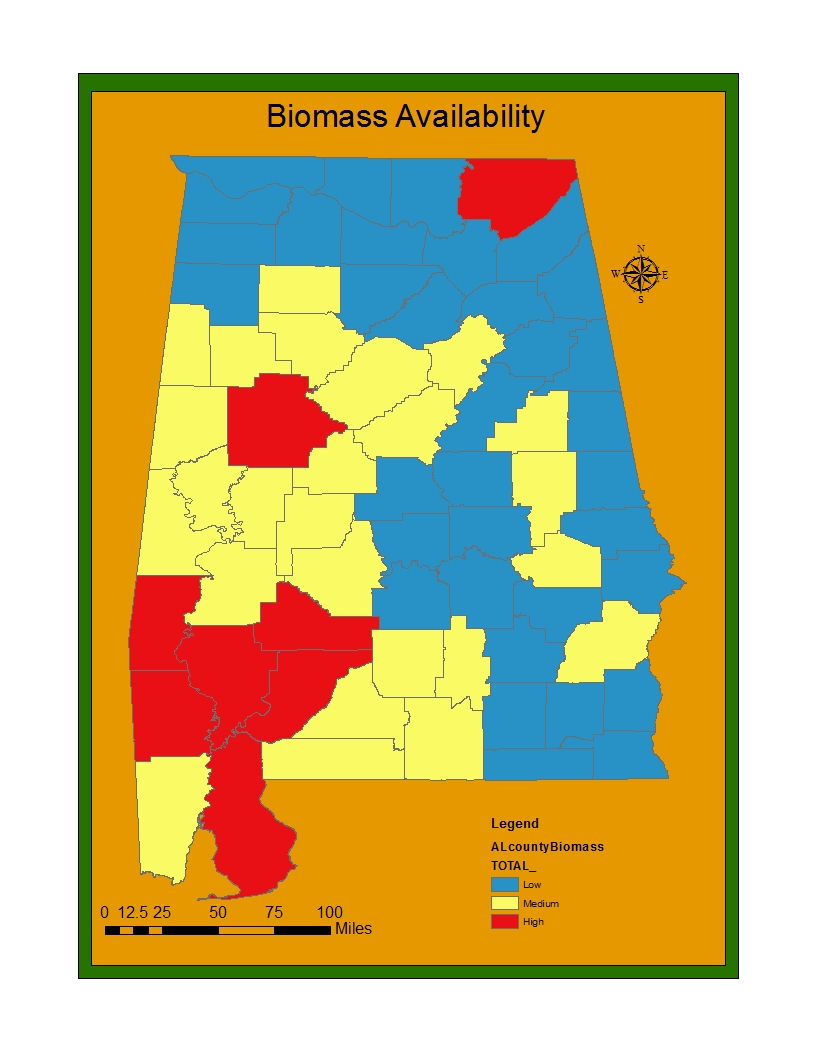 Biomass Availability
N
W E
S
Legend
ALcountyBiomass
TOTAL_
Low
Medium
High
0 12.5 25 50 75 100
Miles